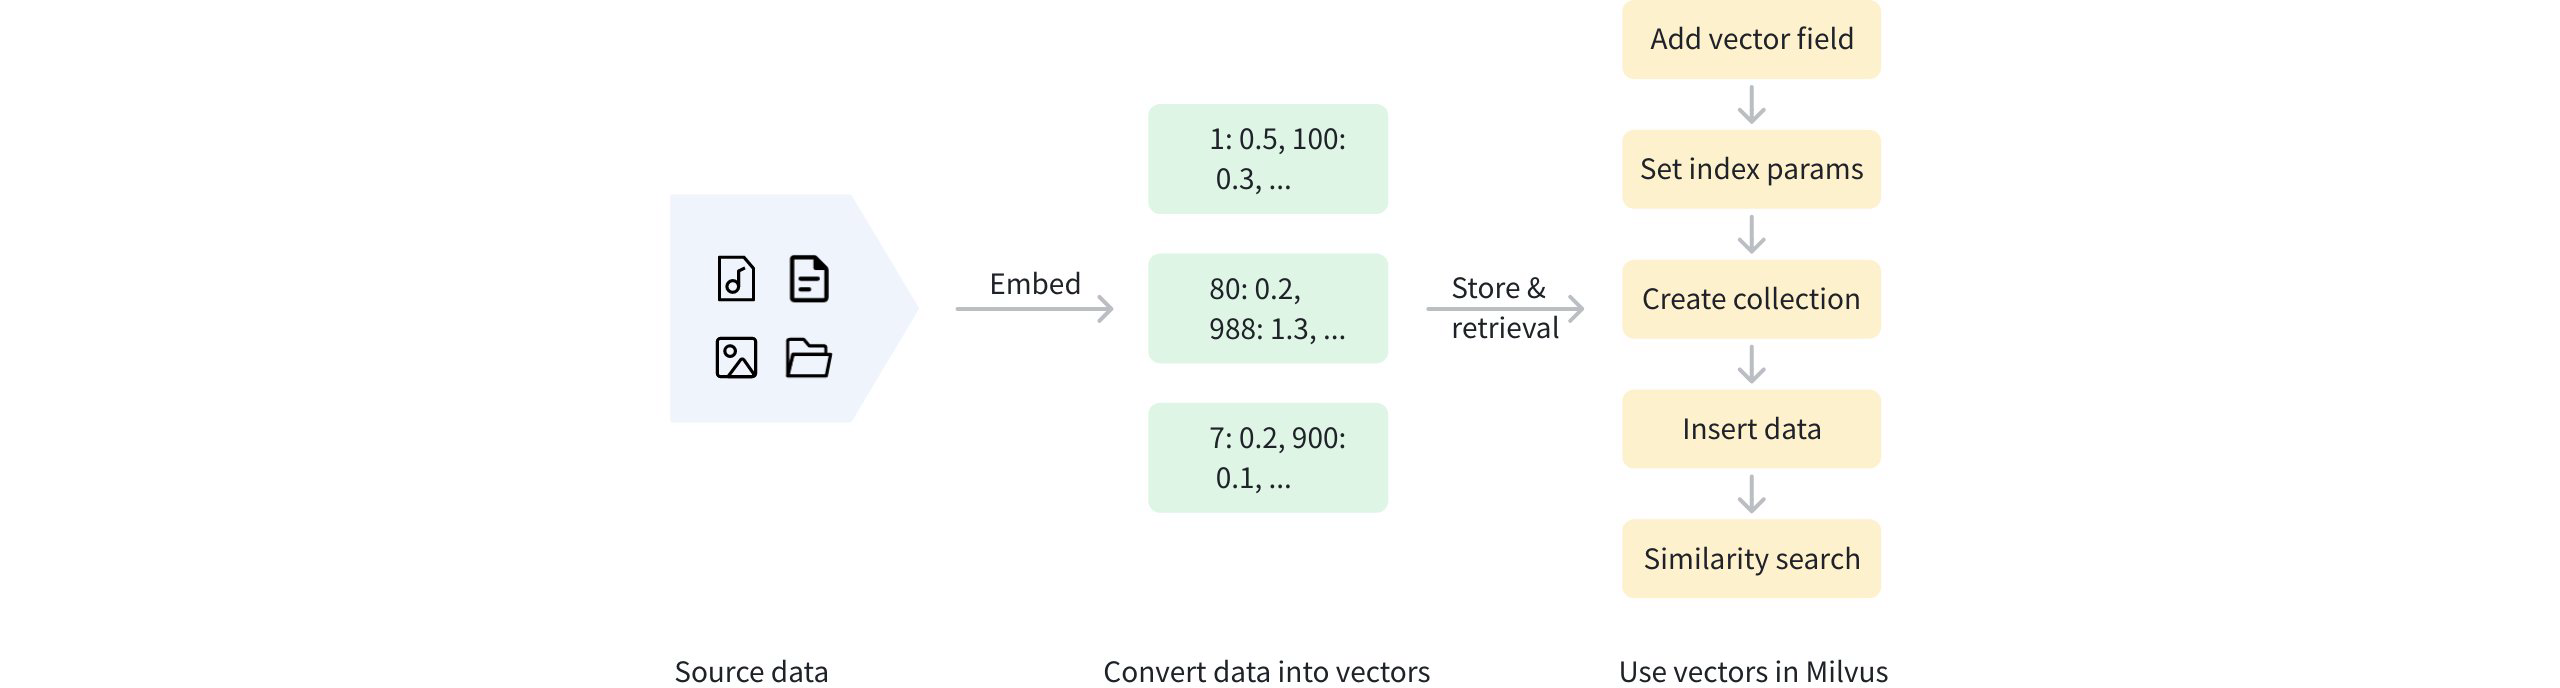 Source data
Embed
1: 0.5, 100:
0.3, ...
80: 0.2,
988: 1.3, ...
7: 0.2, 900:
0.1, ...
Convert data into vectors
Store &
retrieval
Add vector field
Set index params
Create collection
Insert data
Similarity search
Use vectors in Milvus